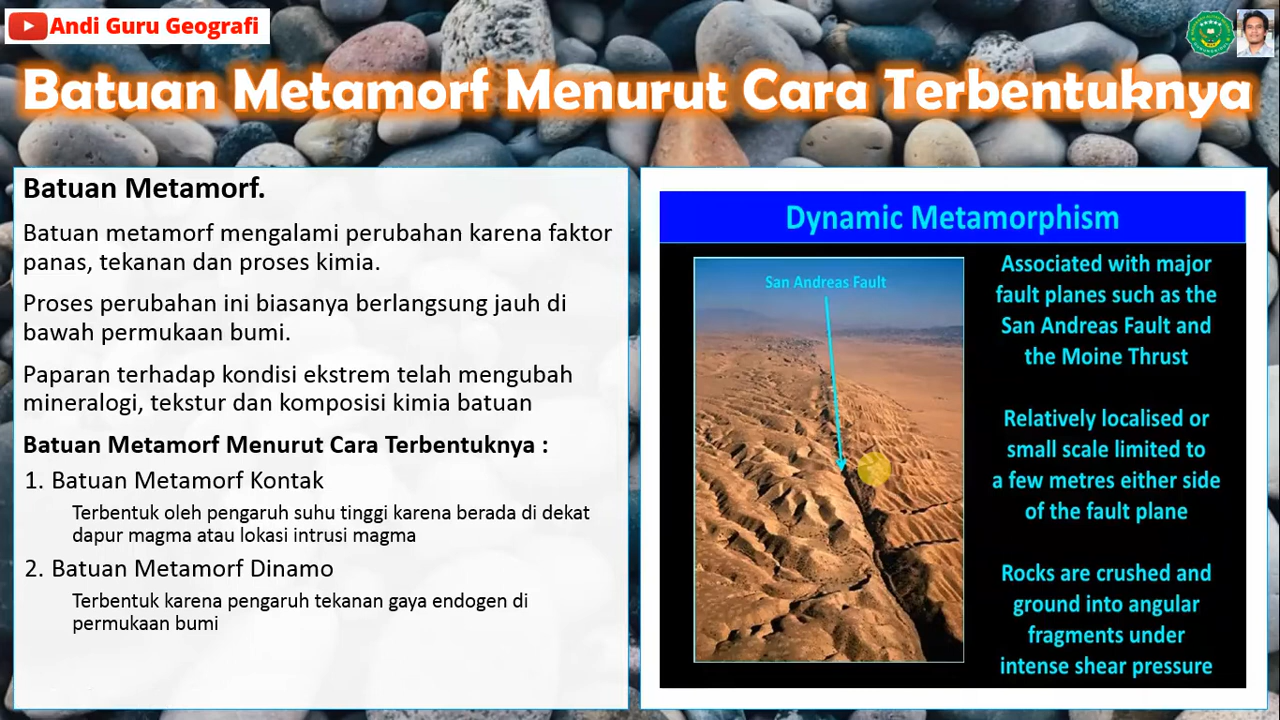 Andi Guru Geografi
Batuan Metamorf Menurut Cara Terbentuknya
Batuan Metamorf.
Batuan metamorf mengalami perubahan karena faktor
panas, tekanan dan proses kimia.
Proses perubahan ini biasanya berlangsung jauh di
bawah permukaan bumi.
Paparan terhadap kondisi ekstrem telah mengubah
mineralogi, tekstur dan komposisi kimia batuan
Batuan Metamorf Menurut Cara Terbentuknya :
1. Batuan Metamorf Kontak
Terbentuk oleh pengaruh suhu tinggi karena berada di dekat
dapur magma atau lokasi intrusi magma
2. Batuan Metamorf Dinamo
Terbentuk karena pengaruh tekanan gaya endogen di
permukaan bumi
Dynamic Metamorphism
San Andreas Fault
Associated with major
fault planes such as the
San Andreas Fault and
the Moine Thrust
Relatively localised or
small scale limited to
a few metres either side
of the fault plane
Rocks are crushed and
ground into angular
fragments under
intense shear pressure